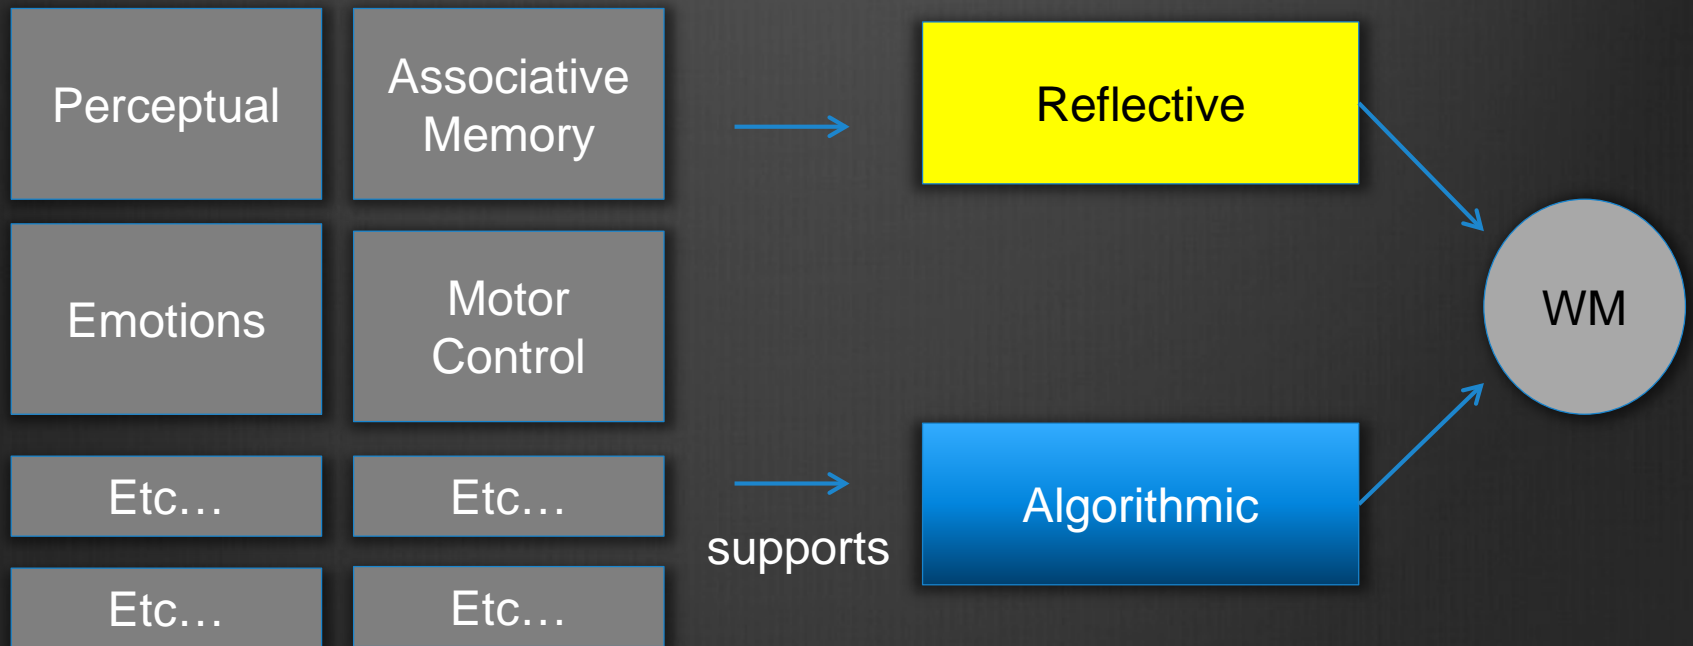 Perceptual
Associative
Memory
Reflective
Emotions
Motor
Control
WM
Etc…
Etc…
Algorithmic
supports
Etc…
Etc…